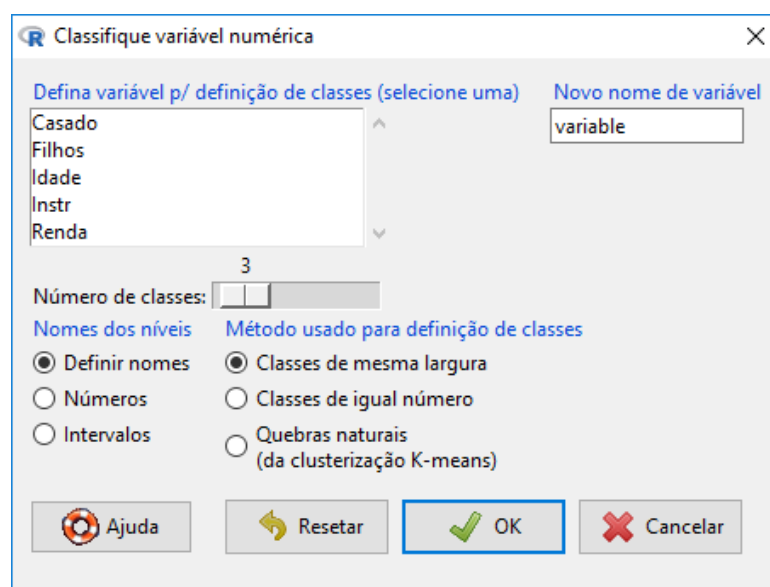 Classifique variável numérica
Defina variável p/ definição de classes (selecione uma)
Novo nome de variável
Casado
Filhos
Idade
Instr
Renda
variable
3
Número de classes:
Nomes dos níveis
Definir nomes
Números
Intervalos
Método usado para definição de classes
Classes de mesma largura
Classes de igual número
Quebras naturais
(da clusterização K-means)
Ajuda
Resetar
OK
Cancelar